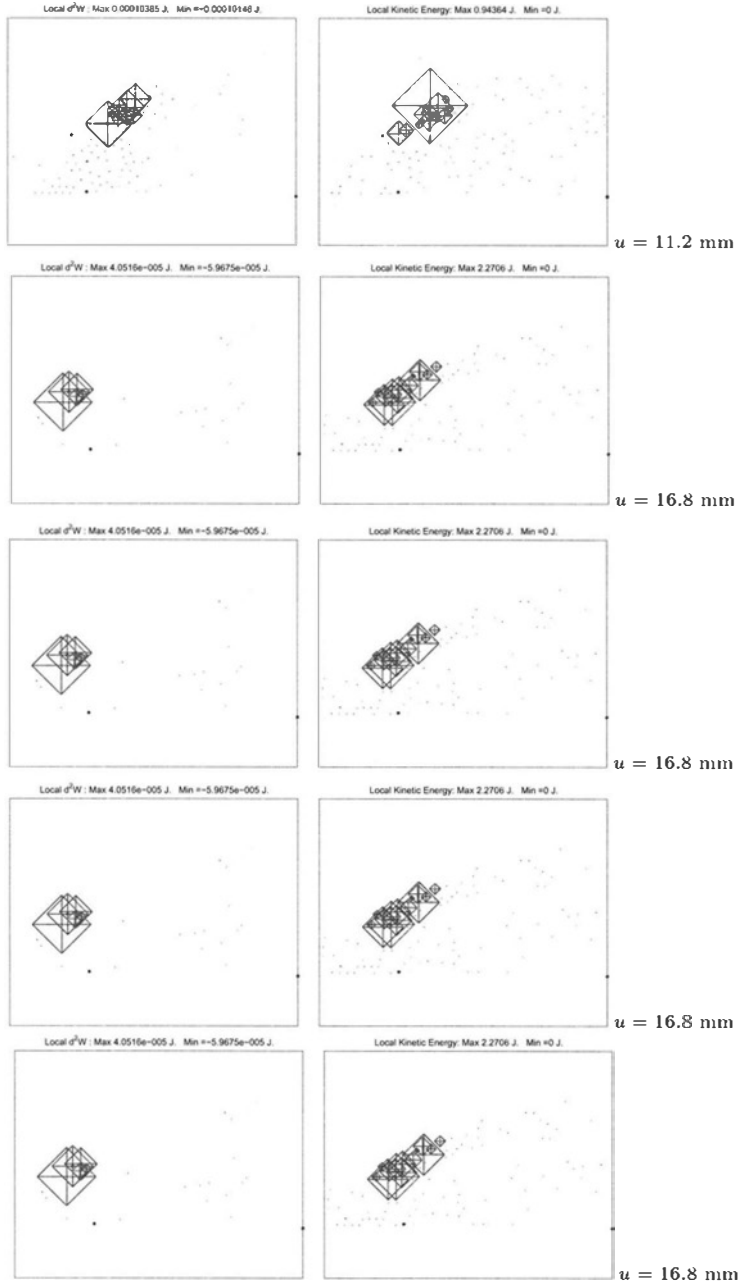 Local d²W : Max 0.00010385 J. Min =−0.00010148 J.
Local Kinetic Energy: Max 0.94364 J. Min =0 J.
u = 11.2 mm
Local d²W : Max 4.0516e−005 J. Min =−5.9675e−005 J.
Local Kinetic Energy: Max 2.2706 J. Min =0 J.
u = 16.8 mm
Local d²W : Max 4.0516e−005 J. Min =−5.9675e−005 J.
Local Kinetic Energy: Max 2.2706 J. Min =0 J.
u = 16.8 mm
Local d²W : Max 4.0516e−005 J. Min =−5.9675e−005 J.
Local Kinetic Energy: Max 2.2706 J. Min =0 J.
u = 16.8 mm
Local d²W : Max 4.0516e−005 J. Min =−5.9675e−005 J.
Local Kinetic Energy: Max 2.2706 J. Min =0 J.
u = 16.8 mm